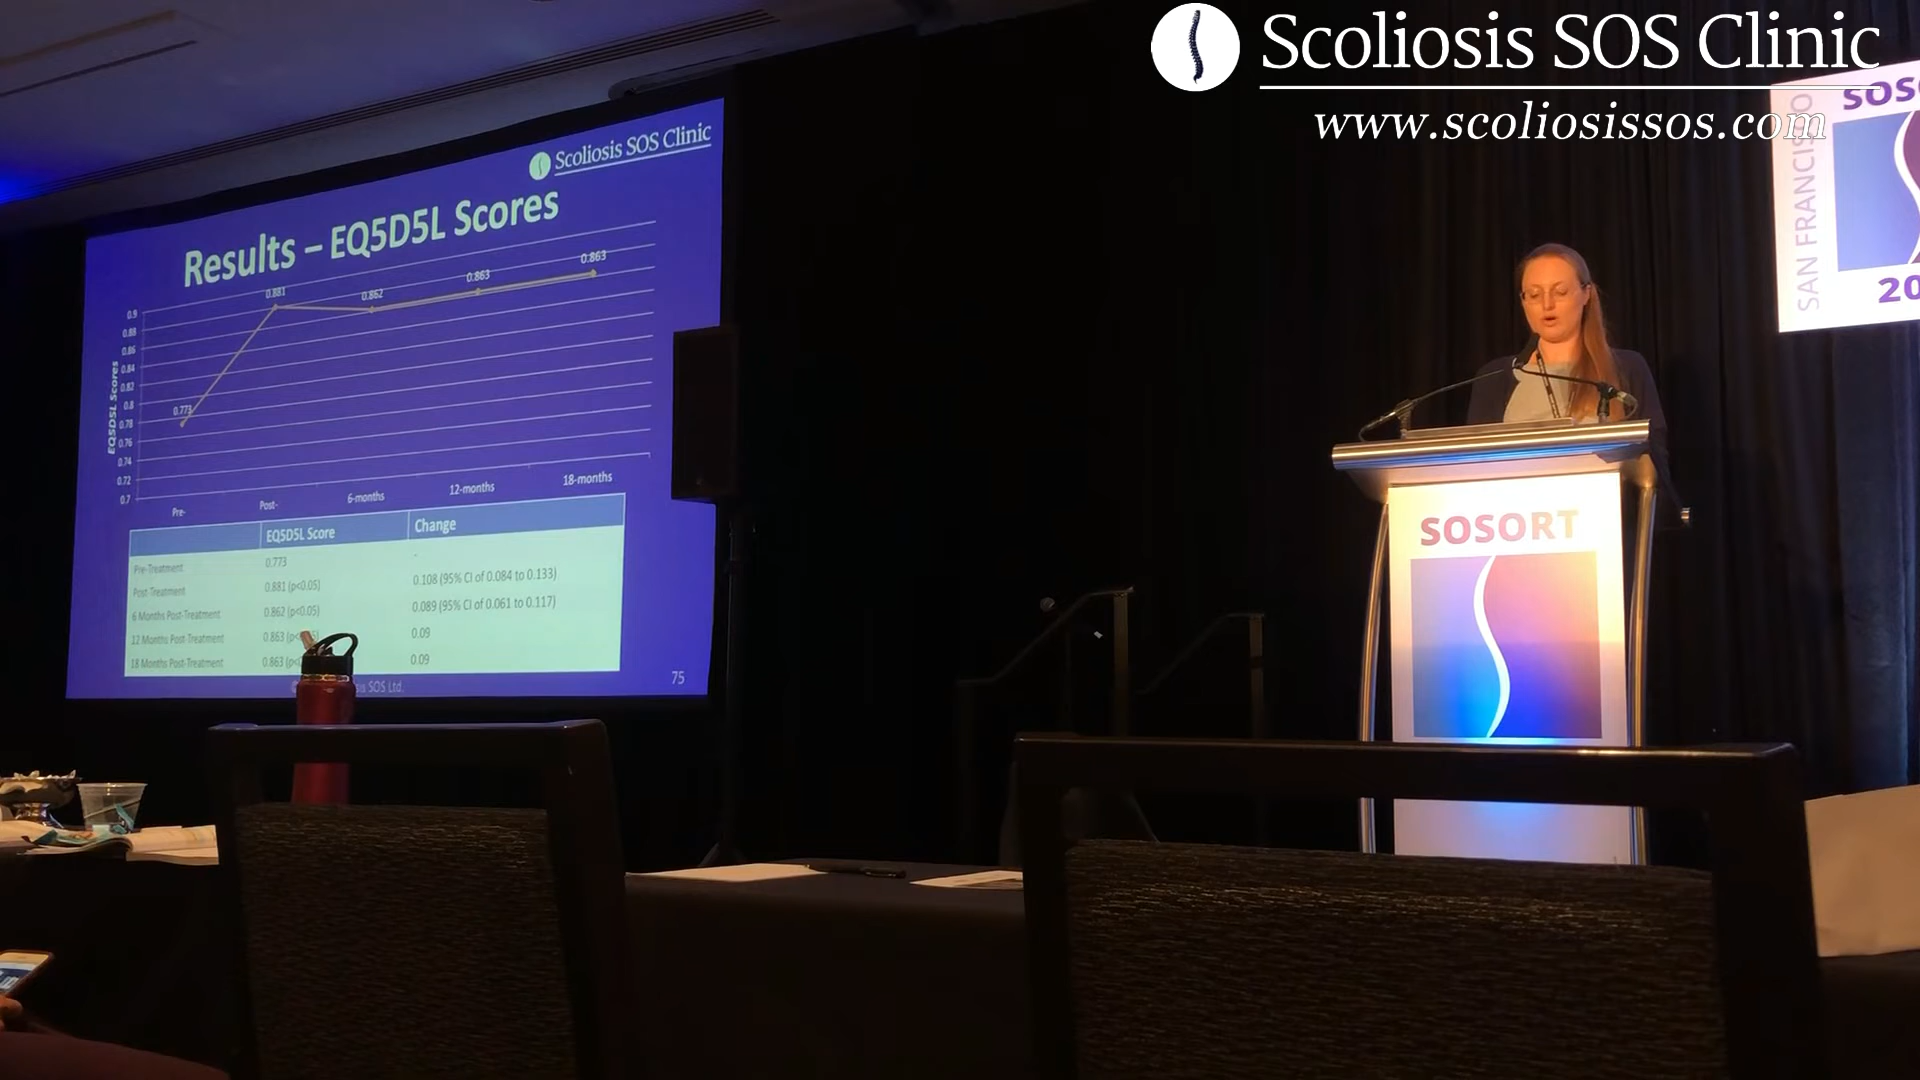 Scoliosis SOS Clinic
www.scoliosissos.com
Scoliosis SOS Clinic
Results – EQ5D5L Scores
EQ5D5L Scores
0.9
0.88
0.86
0.84
0.82
0.8
0.78
0.76
0.74
0.72
0.7
0.773
0.881
0.862
0.863
0.863
Pre-
Post-
6-months
12-months
18-months
EQ5D5L Score Change
Pre-Treatment 0.773 -
Post-Treatment 0.881 (p<0.05) 0.108 (95% CI of 0.084 to 0.133)
6 Months Post-Treatment 0.862 (p<0.05) 0.089 (95% CI of 0.061 to 0.117)
12 Months Post-Treatment 0.863 0.09
18 Months Post-Treatment 0.863 0.09
SOS Ltd.
75
SOSORT
SAN FRANCISCO
SOS
20